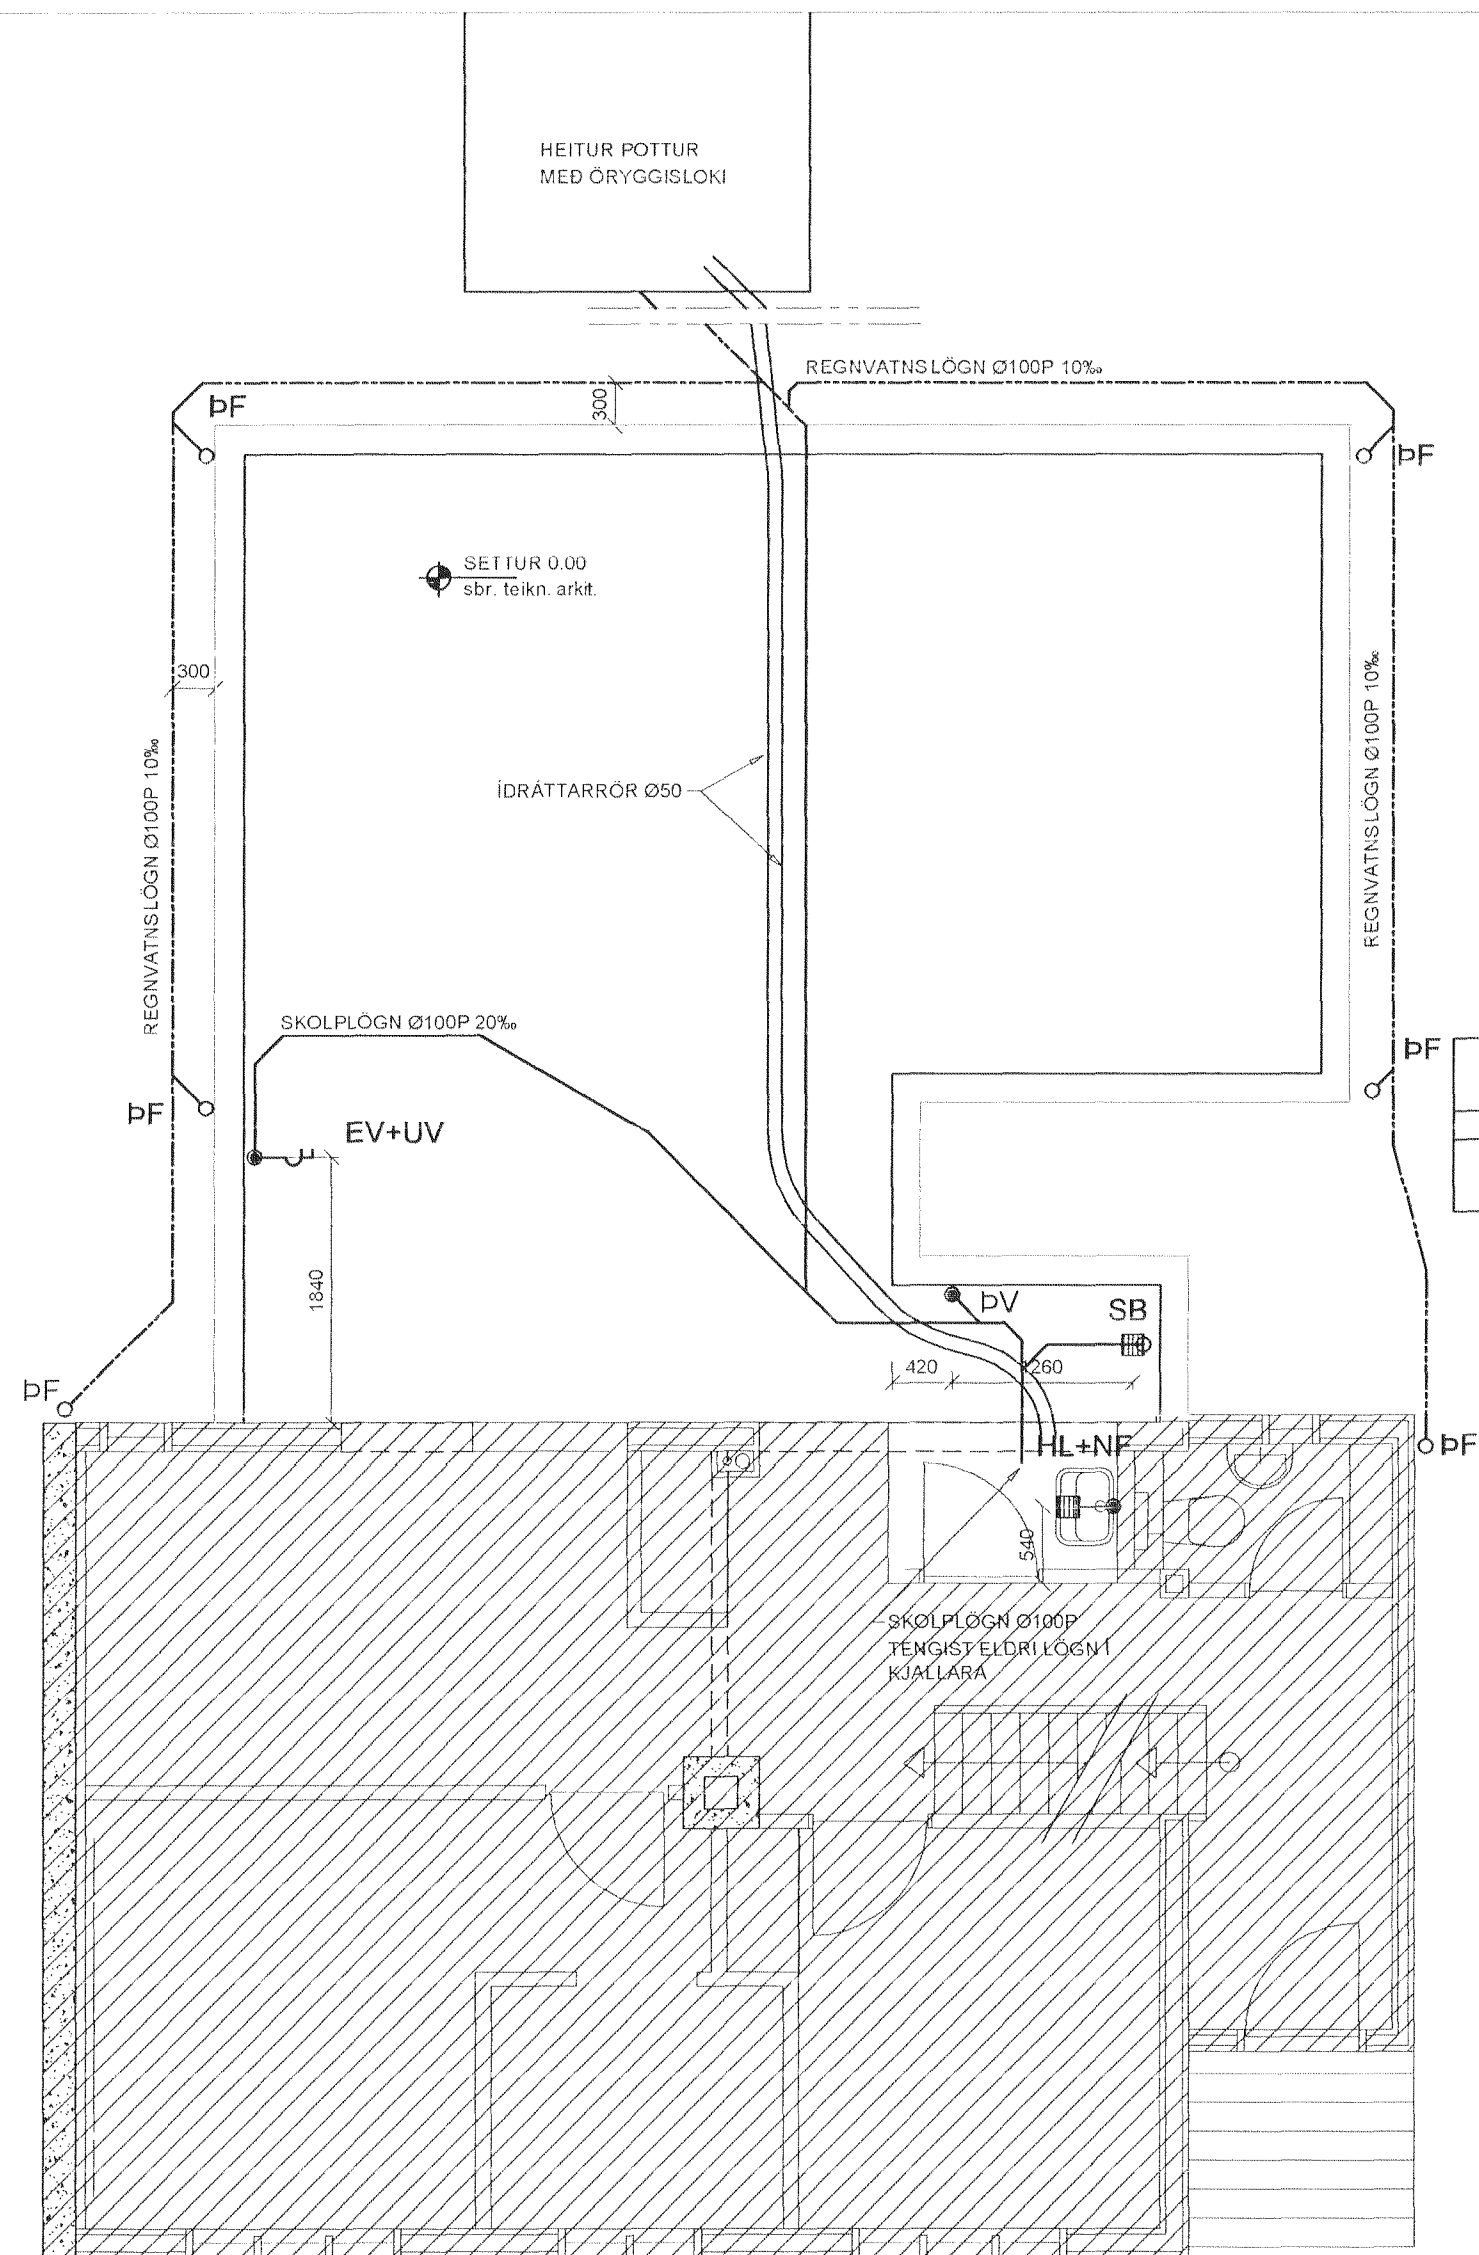 HEITUR POTTUR
MEÐ ÖRYGGISLOKI
REGNVATNSLÖGN Ø100P 10‰
ÞF
300
ÞF
SETTUR 0.00
sbr. teikn. arkit.
300
REGNVATNSLÖGN Ø100P 10‰
REGNVATNSLÖGN Ø100P 10‰
ÍDRÁTTARRÖR Ø50
SKOLPLÖGN Ø100P 20‰
ÞF
ÞF
EV+UV
1840
ÞV
SB
420
1260
ÞF
HL+NF
ÞF
540
SKOLPLÖGN Ø100P
TENGIST ELDRI LÖGN Í
KJALLARA